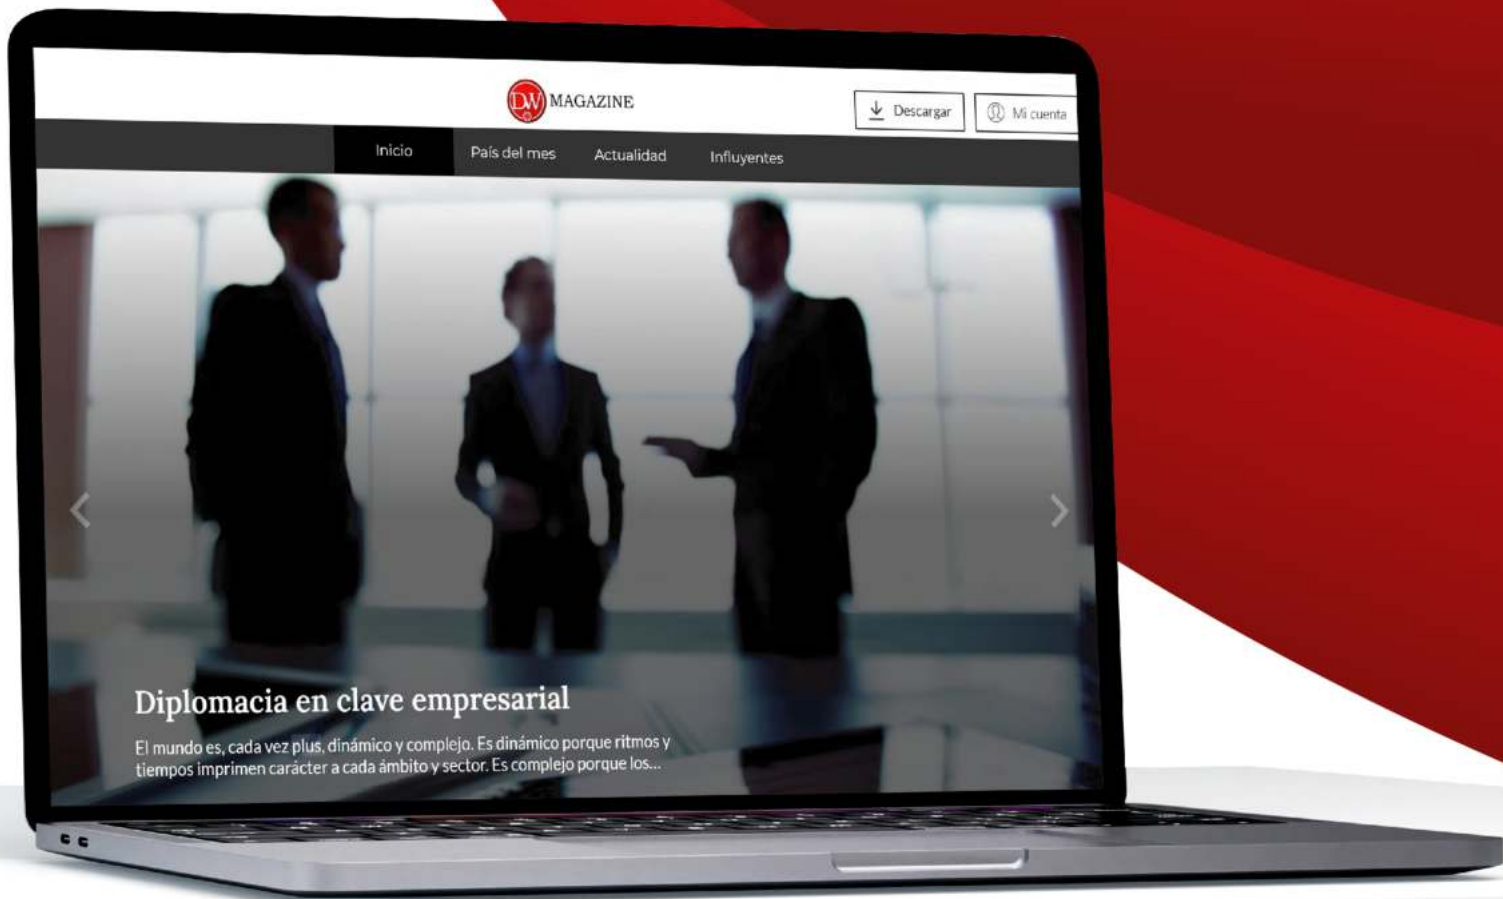 DW MAGAZINE
Descargar
Mi cuenta
Inicio
País del mes
Actualidad
Influyentes
Diplomacia en clave empresarial
El mundo es, cada vez plus, dinámico y complejo. Es dinámico porque ritmos y
tiempos imprimen carácter a cada ámbito y sector. Es complejo porque los...